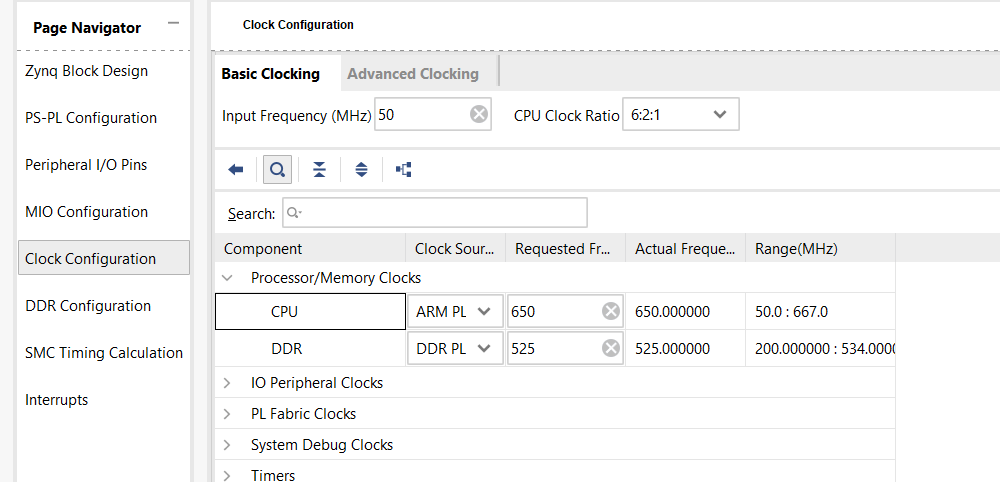 Page Navigator
Zynq Block Design
PS-PL Configuration
Peripheral I/O Pins
MIO Configuration
Clock Configuration
DDR Configuration
SMC Timing Calculation
Interrupts
Clock Configuration
Basic Clocking Advanced Clocking
Input Frequency (MHz) 50 CPU Clock Ratio 6:2:1
Search:
Component Clock Sour... Requested Fr... Actual Freque... Range(MHz)
Processor/Memory Clocks
CPU ARM PL 650 650.000000 50.0 : 667.0
DDR DDR PL 525 525.000000 200.000000 : 534.000
IO Peripheral Clocks
PL Fabric Clocks
System Debug Clocks
Timers